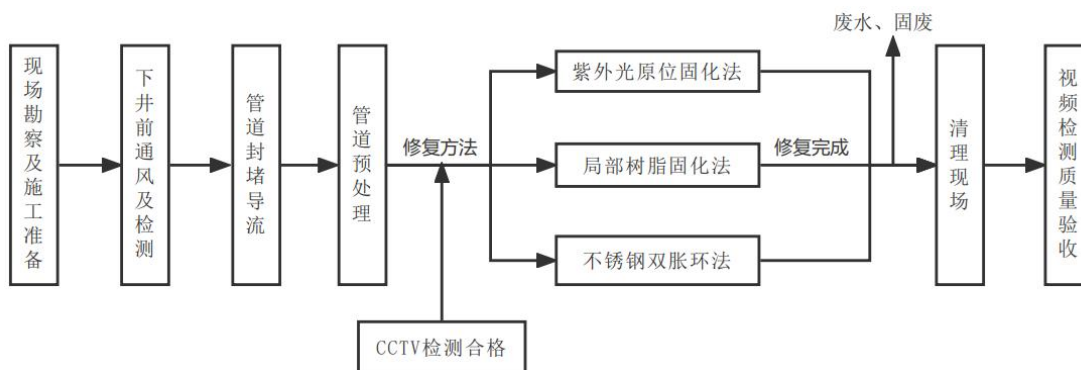 废水、固废
现场勘察及施工准备
下井前通风及检测
管道封堵导流
管道预处理
修复方法
紫外光原位固化法
局部树脂固化法
不锈钢双胀环法
修复完成
清理现场
视频检测质量验收
CCTV检测合格